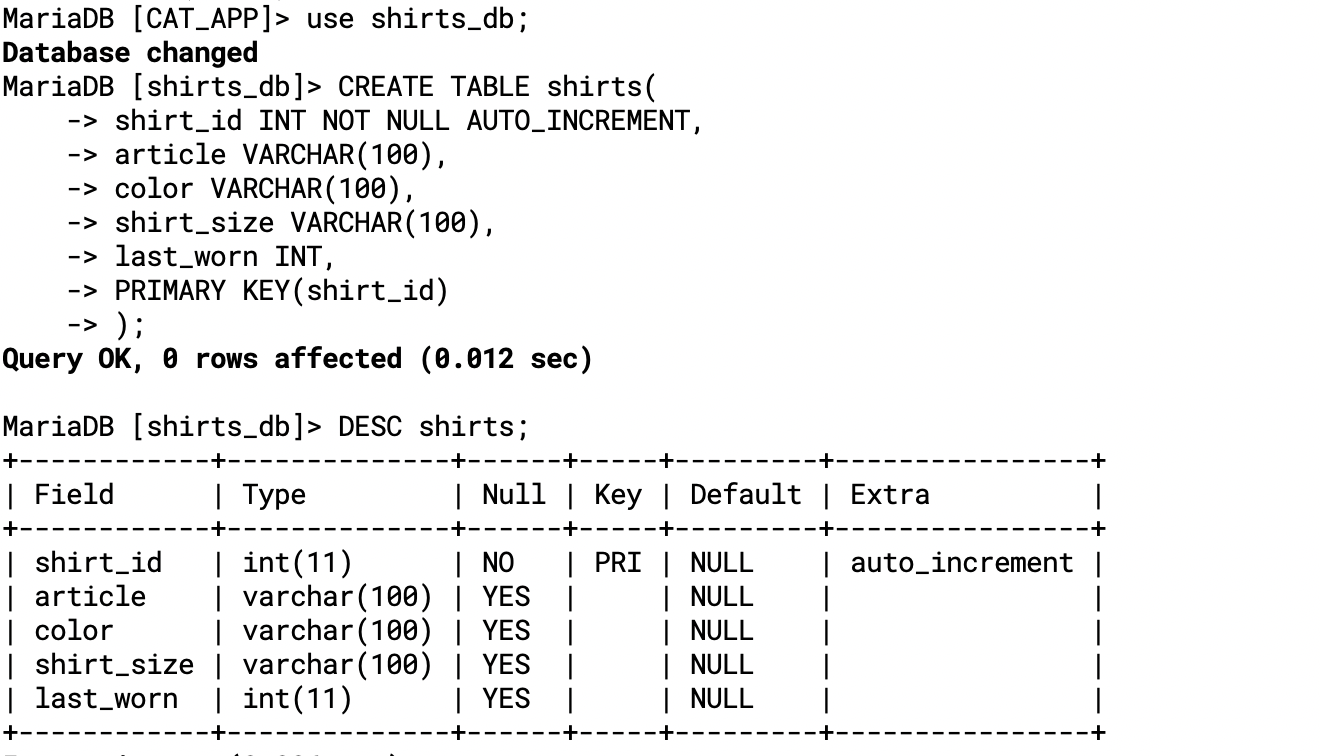 MariaDB [CAT_APP]> use shirts_db;
Database changed
MariaDB [shirts_db]> CREATE TABLE shirts(
    -> shirt_id INT NOT NULL AUTO_INCREMENT,
    -> article VARCHAR(100),
    -> color VARCHAR(100),
    -> shirt_size VARCHAR(100),
    -> last_worn INT,
    -> PRIMARY KEY(shirt_id)
    -> );
Query OK, 0 rows affected (0.012 sec)

MariaDB [shirts_db]> DESC shirts;
+------------+--------------+------+-----+---------+----------------+
| Field      | Type         | Null | Key | Default | Extra          |
+------------+--------------+------+-----+---------+----------------+
| shirt_id   | int(11)      | NO   | PRI | NULL    | auto_increment |
| article    | varchar(100) | YES  |     | NULL    |                |
| color      | varchar(100) | YES  |     | NULL    |                |
| shirt_size | varchar(100) | YES  |     | NULL    |                |
| last_worn  | int(11)      | YES  |     | NULL    |                |
+------------+--------------+------+-----+---------+----------------+